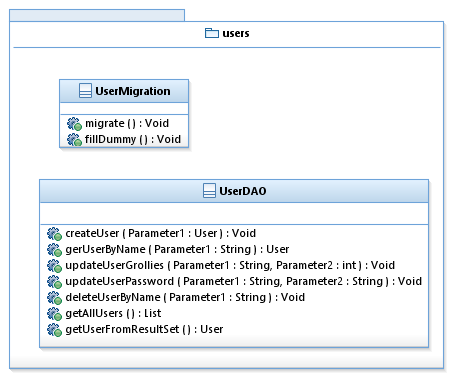 users
UserMigration
migrate ( ) : Void
fillDummy ( ) : Void
UserDAO
createUser ( Parameter1 : User ) : Void
gerUserByName ( Parameter1 : String ) : User
updateUserGrollies ( Parameter1 : String, Parameter2 : int ) : Void
updateUserPassword ( Parameter1 : String, Parameter2 : String ) : Void
deleteUserByName ( Parameter1 : String ) : Void
getAllUsers ( ) : List
getUserFromResultSet ( ) : User